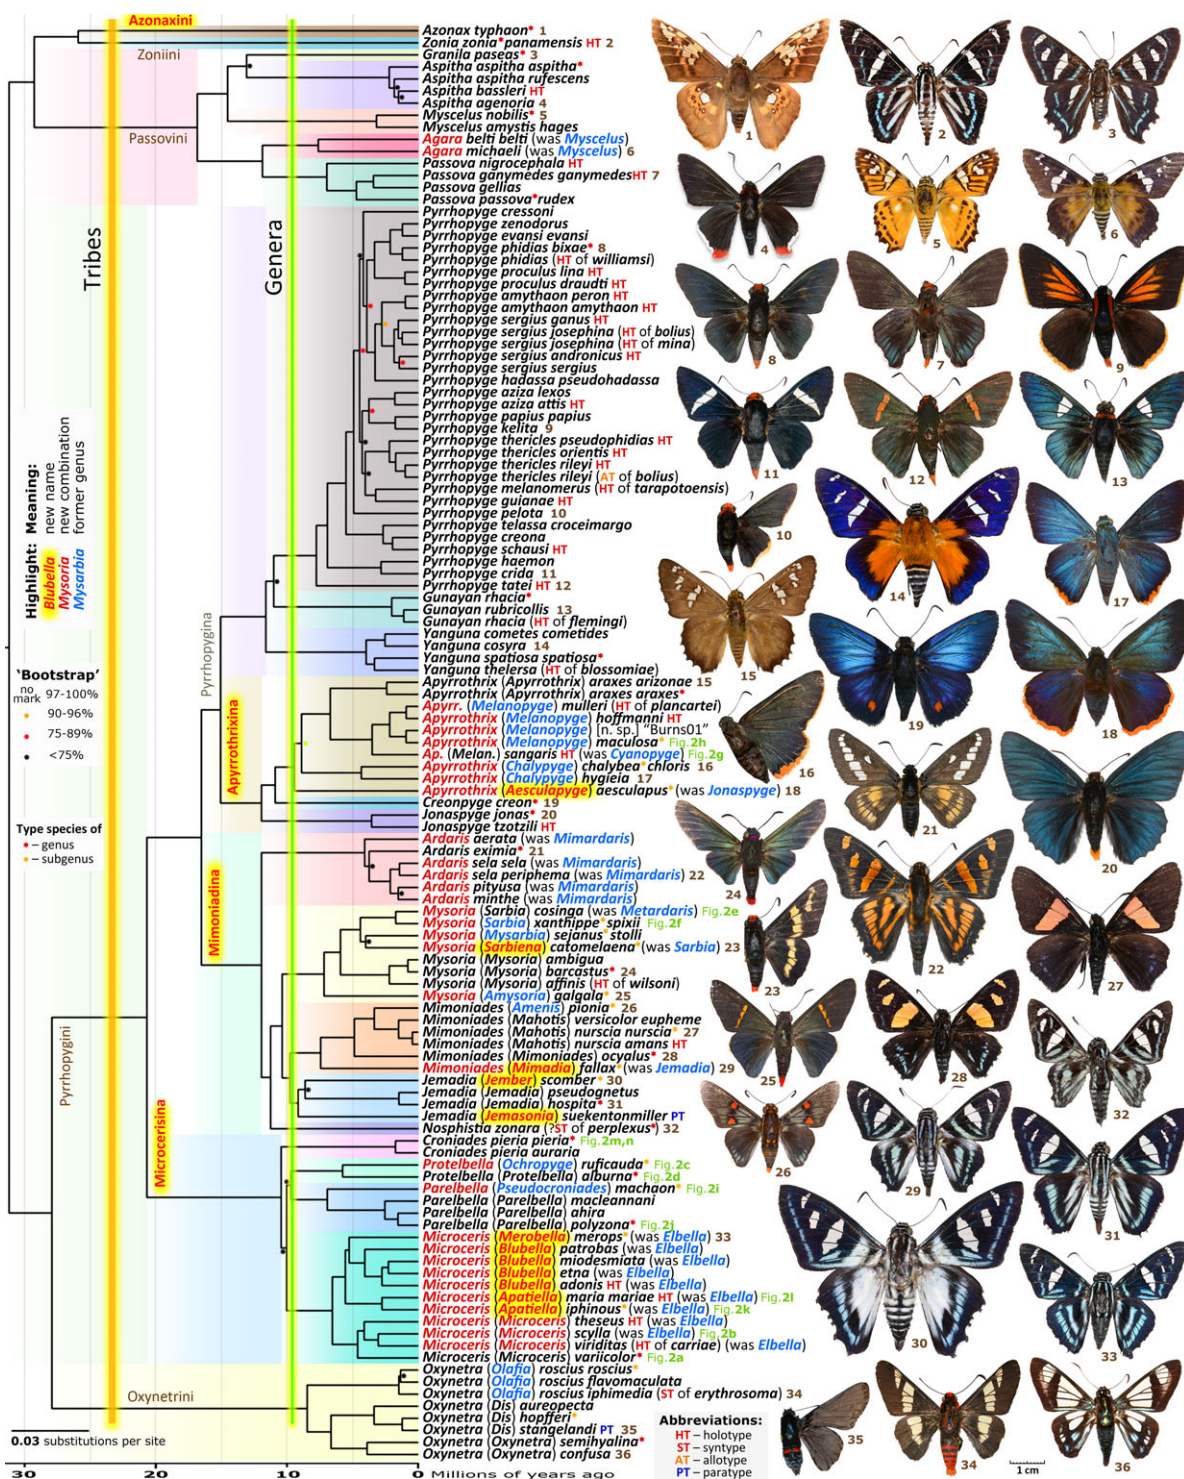 Azonaxini
Azonax typhaon* 1
Zonia zonia*panamensis HT 2
Zoniini
Granila paseas* 3
Aspitha aspitha aspitha*
Aspitha aspitha rufescens
Aspitha bassleri HT
Aspitha agenoria 4
Myscelus nobilis* 5
Myscelus amystis hages
Passovini
Agara belti belti (was Myscelus)
Agara michaeli (was Myscelus) 6
Passova nigrocephala HT
Passova ganymedes ganymedesHT 7
Passova gellias
Passova passova*rudex
Pyrrhopyge cressoni
Pyrrhopyge zenodorus
Pyrrhopyge evansi evansi
Pyrrhopyge phidias bixae* 8
Pyrrhopyge phidias (HT of williamsi)
Pyrrhopyge proculus lina HT
Pyrrhopyge proculus draudti HT
Pyrrhopyge amythaon peron HT
Pyrrhopyge amythaon amythaon HT
Pyrrhopyge sergius ganus HT
Pyrrhopyge sergius josephina (HT of bolius)
Pyrrhopyge sergius josephina (HT of mina)
Pyrrhopyge sergius andronicus HT
Pyrrhopyge sergius sergius
Pyrrhopyge hadassa pseudohadassa
Pyrrhopyge aziza lexos
Pyrrhopyge aziza attis HT
Pyrrhopyge papius papius
Pyrrhopyge kelita 9
Pyrrhopyge thericles pseudophidias HT
Pyrrhopyge thericles orientis HT
Pyrrhopyge thericles rileyi HT
Pyrrhopyge thericles rileyi (AT of bolius)
Pyrrhopyge melanomerus (HT of tarapotoensis)
Pyrrhopyge guianae HT
Pyrrhopyge pelota 10
Pyrrhopyge telassa croceimargo
Pyrrhopyge creona
Pyrrhopyge schausi HT
Pyrrhopyge haemon
Pyrrhopyge crida 11
Pyrrhopyge tatei HT 12
Gunayan rhacia*
Gunayan rubricollis 13
Gunayan rhacia (HT of flemingi)
Yanguna cometes cometides
Yanguna cosyra 14
Yanguna spatiosa spatiosa*
Yanguna thelersa (HT of blossomiae)
Apyrrothrix (Apyrrothrix) araxes arizonae 15
Apyrrothrix (Apyrrothrix) araxes araxes*
Apyrr. (Melanopyge) mulleri (HT of plancartei)
Apyrrothrix (Melanopyge) hoffmanni HT
Apyrrothrix (Melanopyge) [n. sp.] "Burns01"
Apyrrothrix (Melanopyge) maculosa* Fig.2h
Ap. (Melan.) sangaris HT (was Cyanopyge) Fig.2g
Apyrrothrix (Chalypyge) chalybea*chloris 16
Apyrrothrix (Chalypyge) hygieia 17
Apyrrothrix (Aesculapyge) aesculapus* (was Jonaspyge) 18
Creonpyge creon* 19
Jonaspyge jonas* 20
Jonaspyge tzotzili HT
Ardaris aerata (was Mimardaris)
Ardaris eximia* 21
Ardaris sela sela (was Mimardaris)
Ardaris sela periphema (was Mimardaris) 22
Ardaris pityusa (was Mimardaris)
Ardaris minthe (was Mimardaris)
Mysoria (Sarbia) cosinga (was Metardaris) Fig.2e
Mysoria (Sarbia) xanthippe*spixii Fig.2f
Mysoria (Mysarbia) sejanus*stolli
Mysoria (Sarbiena) catomelaena* (was Sarbia) 23
Mysoria (Mysoria) ambigua
Mysoria (Mysoria) barcastus* 24
Mysoria (Mysoria) affinis (HT of wilsoni)
Mysoria (Amysoria) galgala* 25
Mimoniades (Amenis) pionia* 26
Mimoniades (Mahotis) versicolor eupheme
Mimoniades (Mahotis) nurscia nurscia* 27
Mimoniades (Mahotis) nurscia amans HT
Mimoniades (Mimoniades) ocyalus* 28
Mimoniades (Mimadia) fallax* (was Jemadia) 29
Jemadia (Jember) scomber* 30
Jemadia (Jemadia) pseudognetus
Jemadia (Jemadia) hospita* 31
Jemadia (Jemasonia) suekentonmiller PT
Nosphistia zonara (?ST of perplexus*) 32
Croniades pieria pieria* Fig.2m,n
Croniades pieria auraria
Protelbella (Ochropyge) ruficauda* Fig.2c
Protelbella (Protelbella) alburna* Fig.2d
Parelbella (Pseudocroniades) machaon* Fig.2i
Parelbella (Parelbella) macleannani
Parelbella (Parelbella) ahira
Parelbella (Parelbella) polyzona* Fig.2j
Microceris (Merobella) merops* (was Elbella) 33
Microceris (Blubella) patrobas (was Elbella)
Microceris (Blubella) miodesmiata (was Elbella)
Microceris (Blubella) etna (was Elbella)
Microceris (Blubella) adonis HT (was Elbella)
Microceris (Apatiella) maria mariae HT (was Elbella) Fig.2l
Microceris (Apatiella) iphinous* (was Elbella) Fig.2k
Microceris (Microceris) theseus HT (was Elbella)
Microceris (Microceris) scylla (was Elbella) Fig.2b
Microceris (Microceris) viriditas (HT of carriae) (was Elbella)
Microceris (Microceris) variicolor* Fig.2a
Oxynetra (Olafia) roscius roscius*
Oxynetra (Olafia) roscius flavomaculata
Oxynetra (Olafia) roscius iphimedia (ST of erythrosoma) 34
Oxynetra (Dis) aureopecta
Oxynetra (Dis) hopfferi*
Oxynetra (Dis) stangelandi PT 35
Oxynetra (Oxynetra) semihyalina*
Oxynetra (Oxynetra) confusa 36
Tribes
Genera
Pyrrhopygina
Apyrrothrixina
Mimoniadina
Pyrrhopygini
Microcerisina
Oxynetrini
Highlight: Meaning:
Blubella new name
Mysoria new combination
Mysarbia former genus
'Bootstrap'
no mark 97-100%
90-96%
75-89%
<75%
Type species of
* – genus
* – subgenus
0.03 substitutions per site
30 20 10 0 Millions of years ago
Abbreviations:
HT – holotype
ST – syntype
AT – allotype
PT – paratype
1 cm
1
2
3
4
5
6
8
7
9
11
12
13
10
14
17
15
19
18
16
21
20
24
22
23
27
25
28
32
26
29
31
30
33
35
34
36